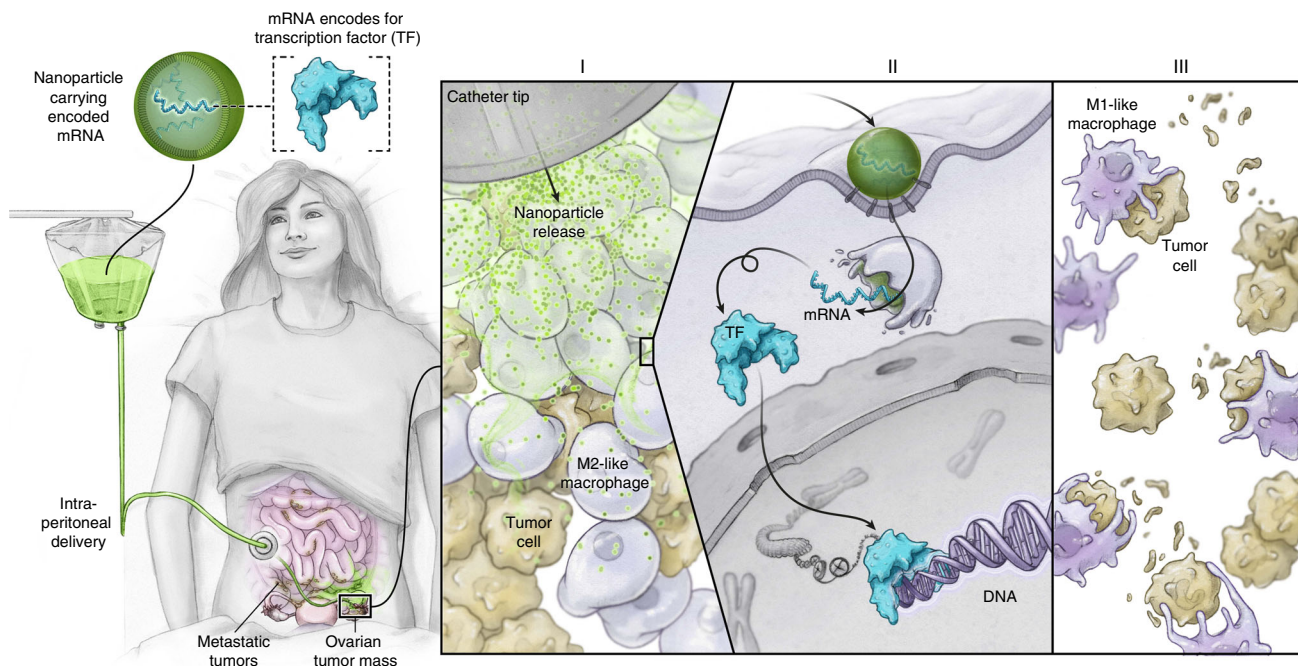 mRNA encodes for
transcription factor (TF)
Nanoparticle
carrying
encoded
mRNA
Intra-
peritoneal
delivery
Metastatic
tumors
Ovarian
tumor mass
I
Catheter tip
Nanoparticle
release
M2-like
macrophage
Tumor
cell
II
mRNA
TF
DNA
III
M1-like
macrophage
Tumor
cell